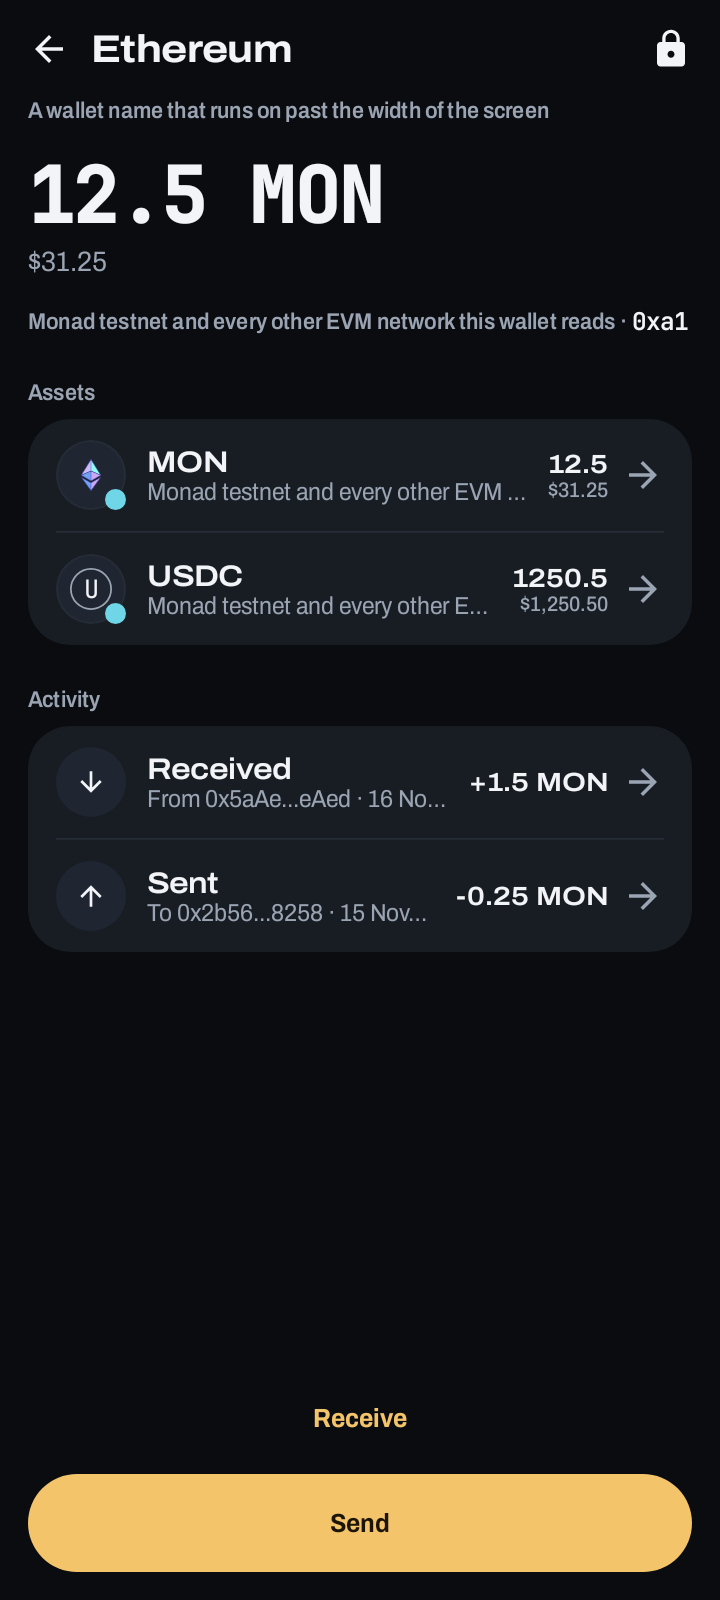 Ethereum
A wallet name that runs on past the width of the screen
12.5 MON
$31.25
Monad testnet and every other EVM network this wallet reads · 0xa1
Assets
MON
12.5
Monad testnet and every other EVM ...
$31.25
U
USDC
1250.5
Monad testnet and every other E...
$1,250.50
Activity
Received
From 0x5aAe...eAed · 16 No...
+1.5 MON
Sent
To 0x2b56...8258 · 15 Nov...
-0.25 MON
Receive
Send